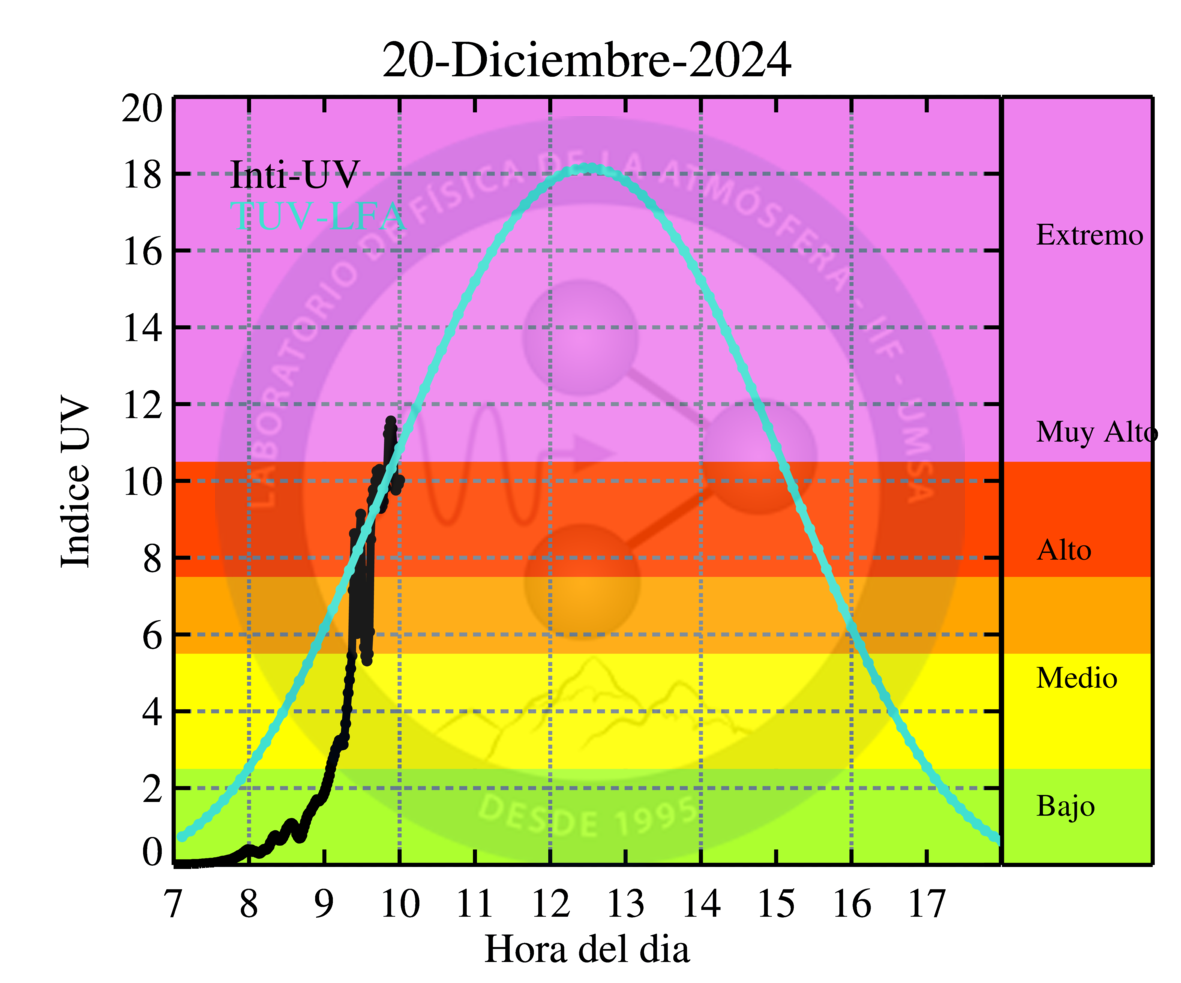 20-Diciembre-2024
Inti-UV
TUV-LFA
LABORATORIO DE FÍSICA DE LA ATMÓSFERA - IIF - UMSA
DESDE 1995
Indice UV
20
18
16
14
12
10
8
6
4
2
0
Extremo
Muy Alto
Alto
Medio
Bajo
7 8 9 10 11 12 13 14 15 16 17
Hora del dia